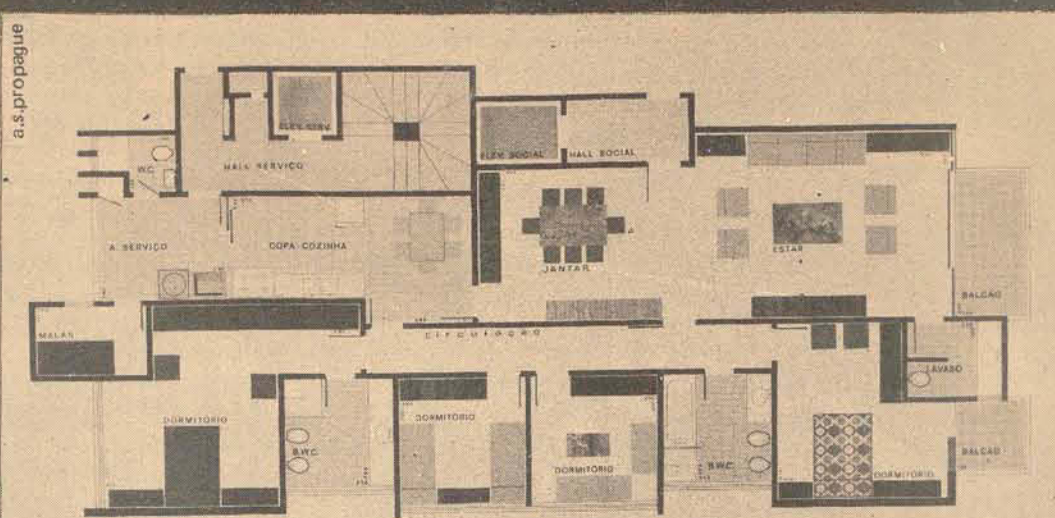 a.s.propague
ELEV. SERV.
W.C.
HALL SERVIÇO
ELEV. SOCIAL
HALL SOCIAL
A. SERVIÇO
COPA-COZINHA
JANTAR
ESTAR
BALCÃO
MALAS
circulação
LAVABO
DORMITÓRIO
B.W.C.
DORMITÓRIO
DORMITÓRIO
B.W.C.
DORMITÓRIO
BALCÃO